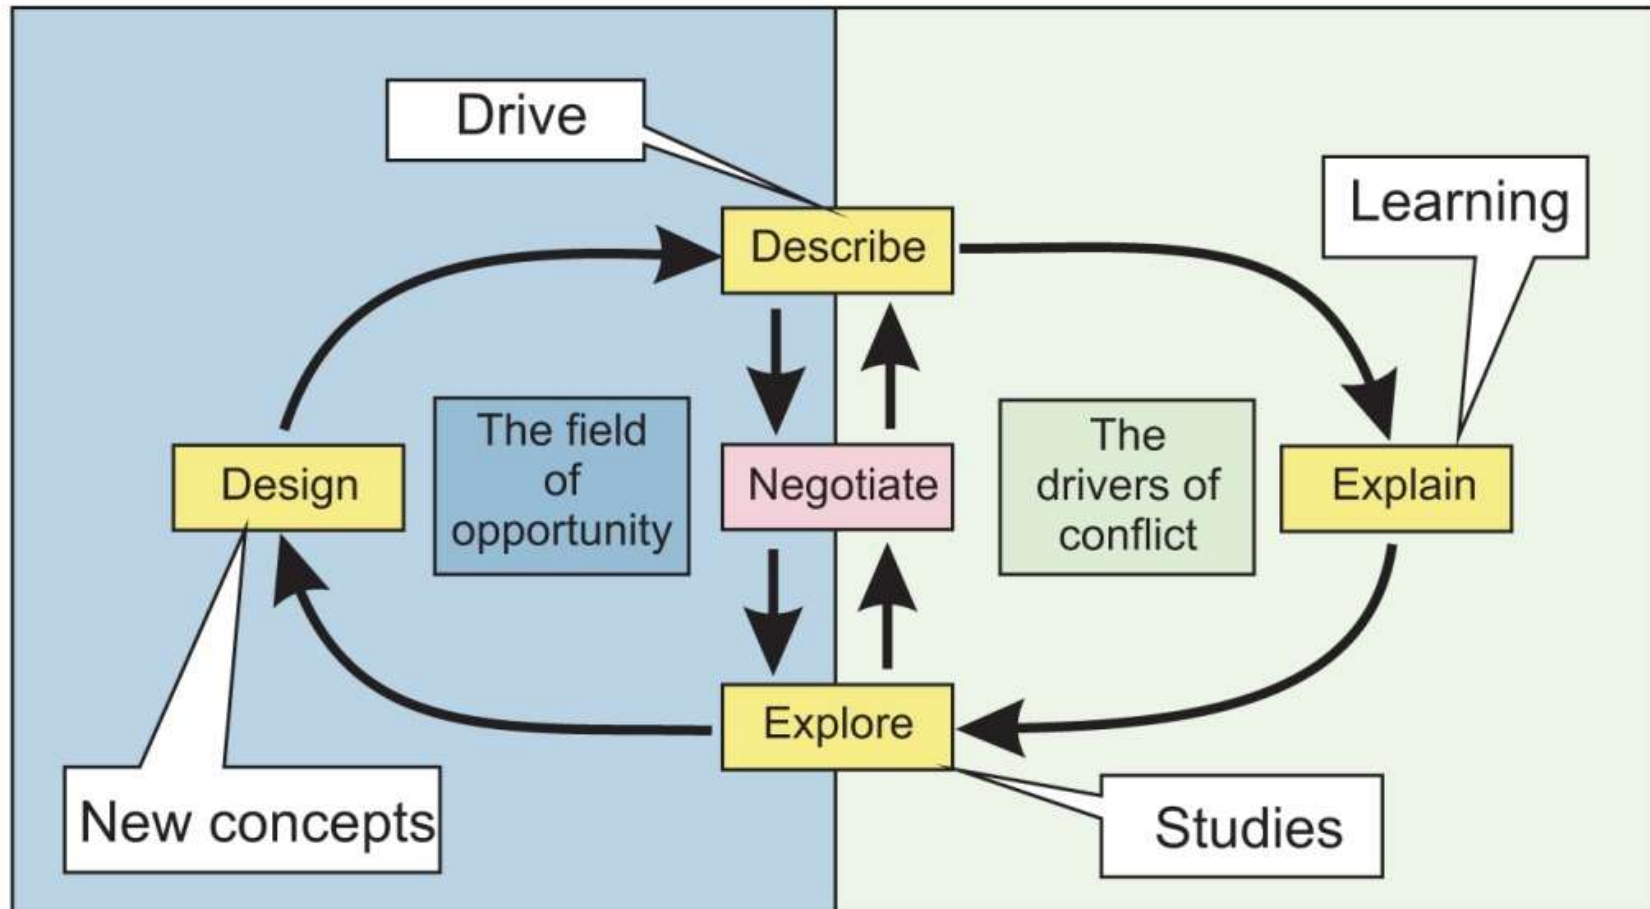 Drive
Learning
Describe
The field
of
opportunity
The
drivers of
conflict
Design
Negotiate
Explain
Explore
New concepts
Studies